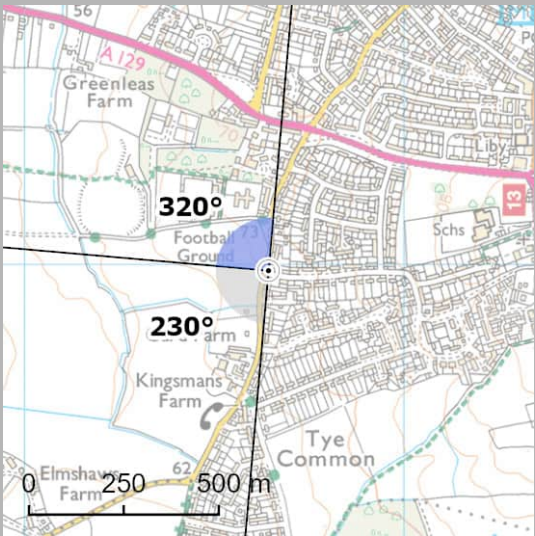 56
A 129
Greenleas
Farm
70
Liby
13
320°
73
Football
Ground
Schs
230°
Farm
Kingsmans
Farm
Tye
Common
62
Elmshaws
Farm
0 250 500 m